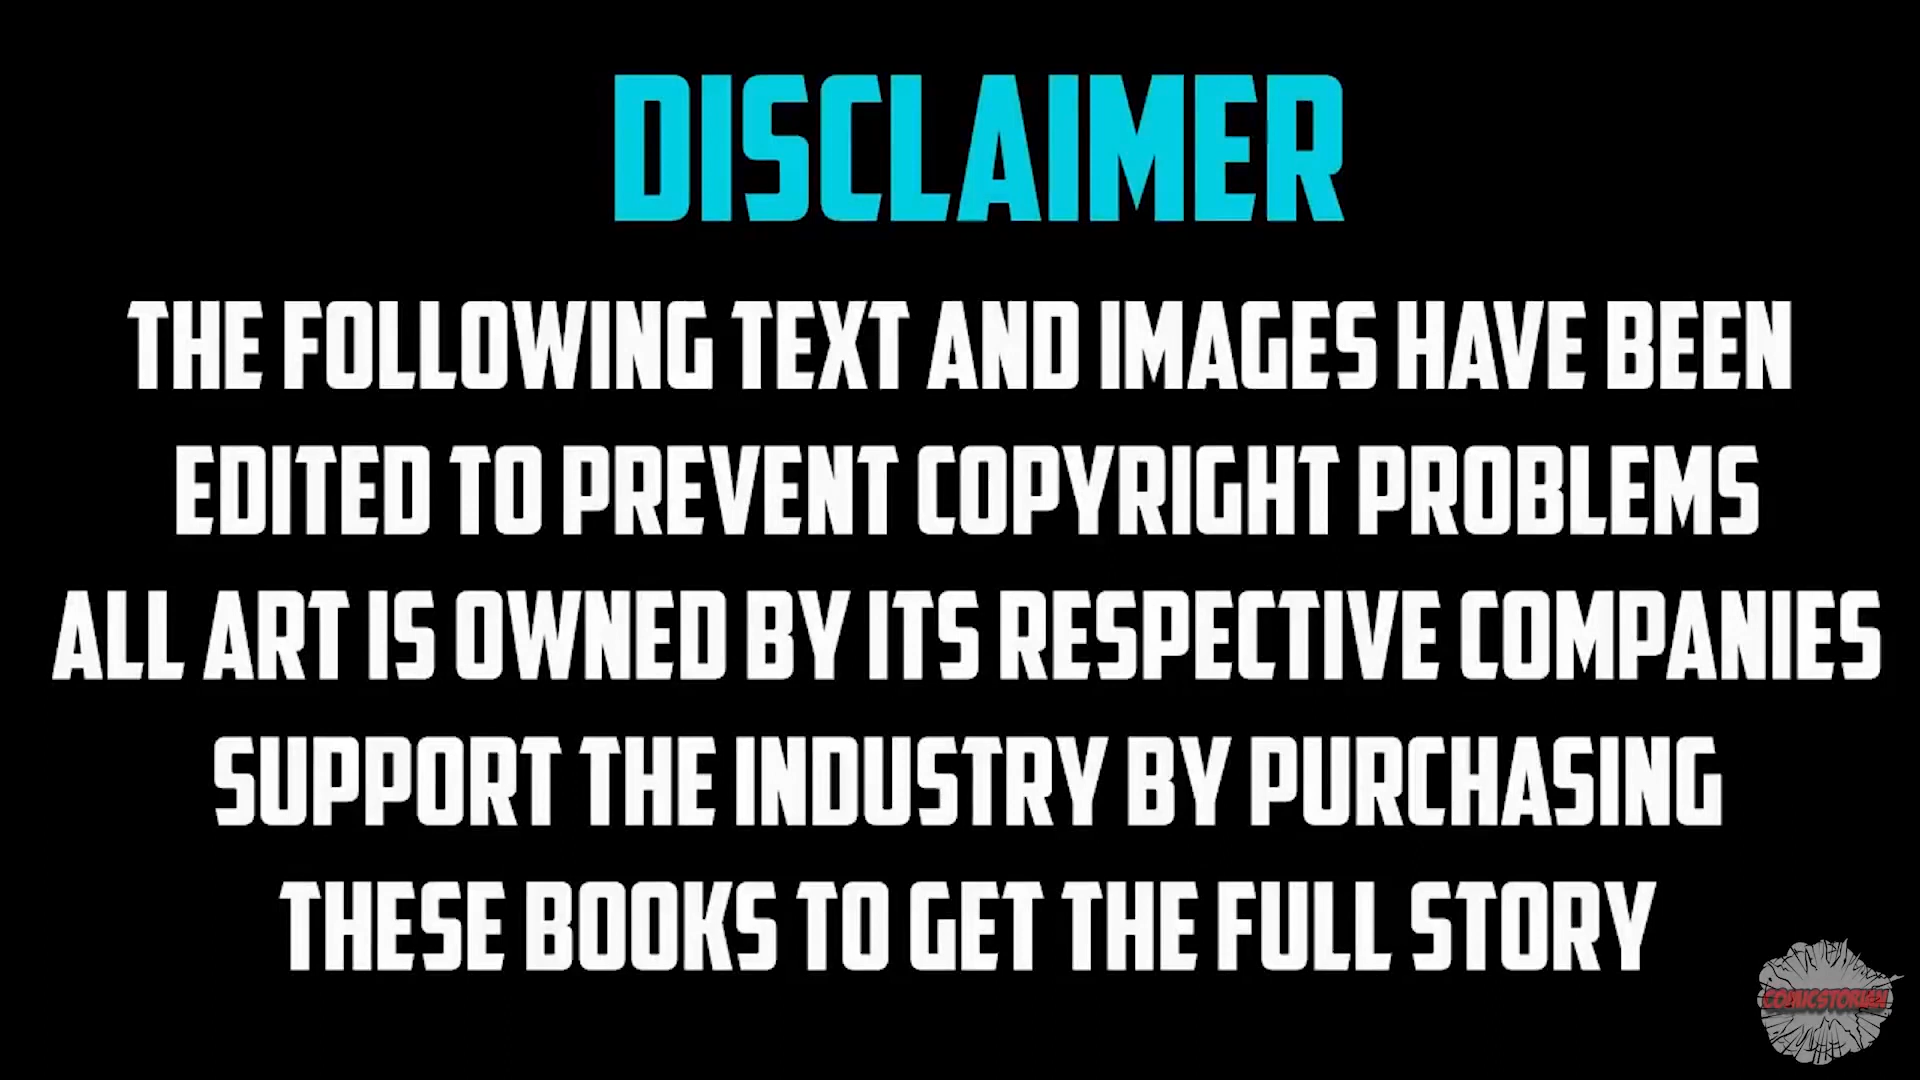 DISCLAIMER
THE FOLLOWING TEXT AND IMAGES HAVE BEEN
EDITED TO PREVENT COPYRIGHT PROBLEMS
ALL ART IS OWNED BY ITS RESPECTIVE COMPANIES
SUPPORT THE INDUSTRY BY PURCHASING
THESE BOOKS TO GET THE FULL STORY
COMICSTORIAN